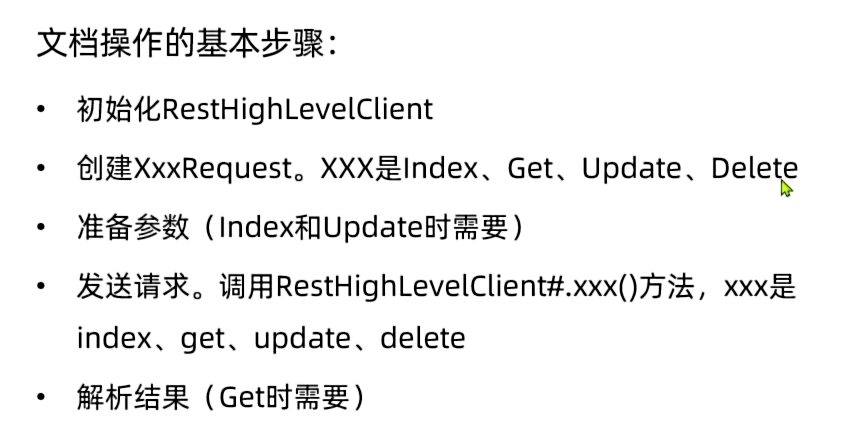 文档操作的基本步骤：
• 初始化RestHighLevelClient
• 创建XxxRequest。XXX是Index、Get、Update、Delete
• 准备参数（Index和Update时需要）
• 发送请求。调用RestHighLevelClient#.xxx()方法，xxx是
index、get、update、delete
• 解析结果（Get时需要）